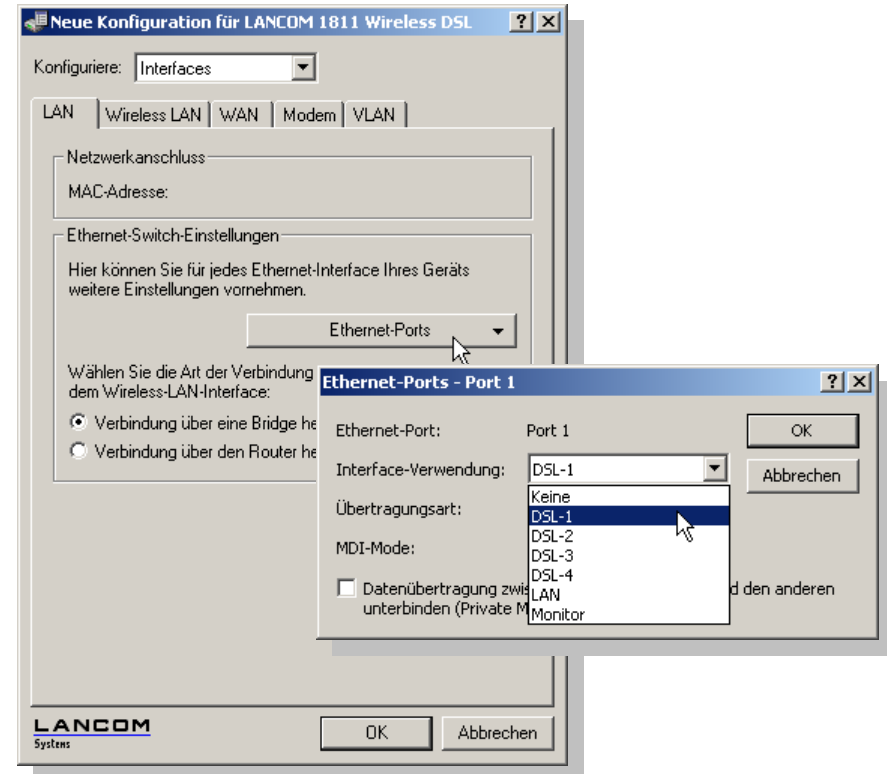 Neue Konfiguration für LANCOM 1811 Wireless DSL
Konfiguriere: Interfaces
LAN Wireless LAN WAN Modem VLAN
Netzwerkanschluss
MAC-Adresse:
Ethernet-Switch-Einstellungen
Hier können Sie für jedes Ethernet-Interface Ihres Geräts
weitere Einstellungen vornehmen.
Ethernet-Ports
Wählen Sie die Art der Verbindung
dem Wireless-LAN-Interface:
Verbindung über eine Bridge he
Verbindung über den Router he
LANCOM
Systems
OK Abbrechen
Ethernet-Ports - Port 1
Ethernet-Port: Port 1
OK
Interface-Verwendung: DSL-1
Abbrechen
Keine
DSL-1
DSL-2
DSL-3
DSL-4
LAN
Monitor
Übertragungsart:
MDI-Mode:
Datenübertragung zwis d den anderen
unterbinden (Private M